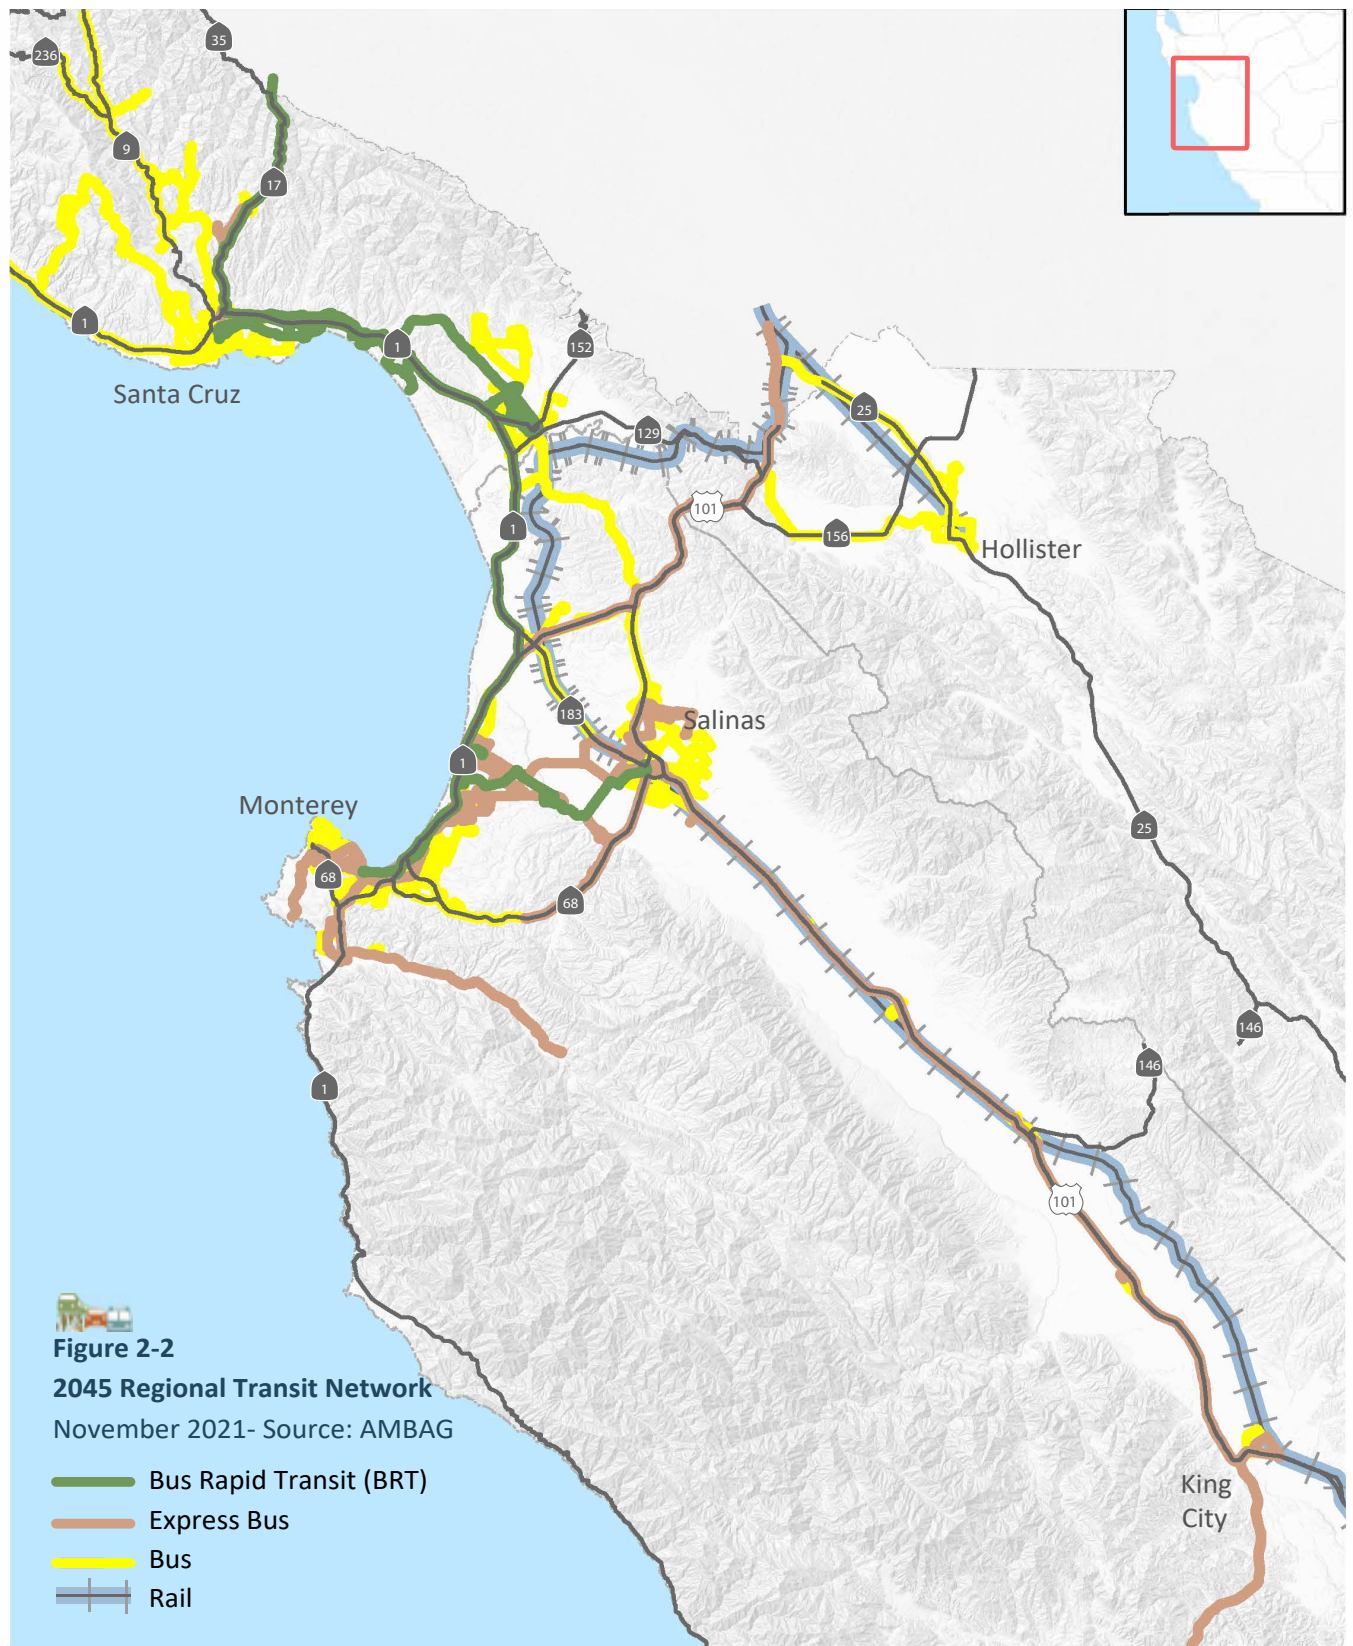 35
236
9
17
1
1
152
Santa Cruz
25
129
101
1
156
Hollister
183
Salinas
1
Monterey
25
68
68
146
146
1
101
Figure 2-2
2045 Regional Transit Network
November 2021- Source: AMBAG
Bus Rapid Transit (BRT)
Express Bus
Bus
Rail
King
City